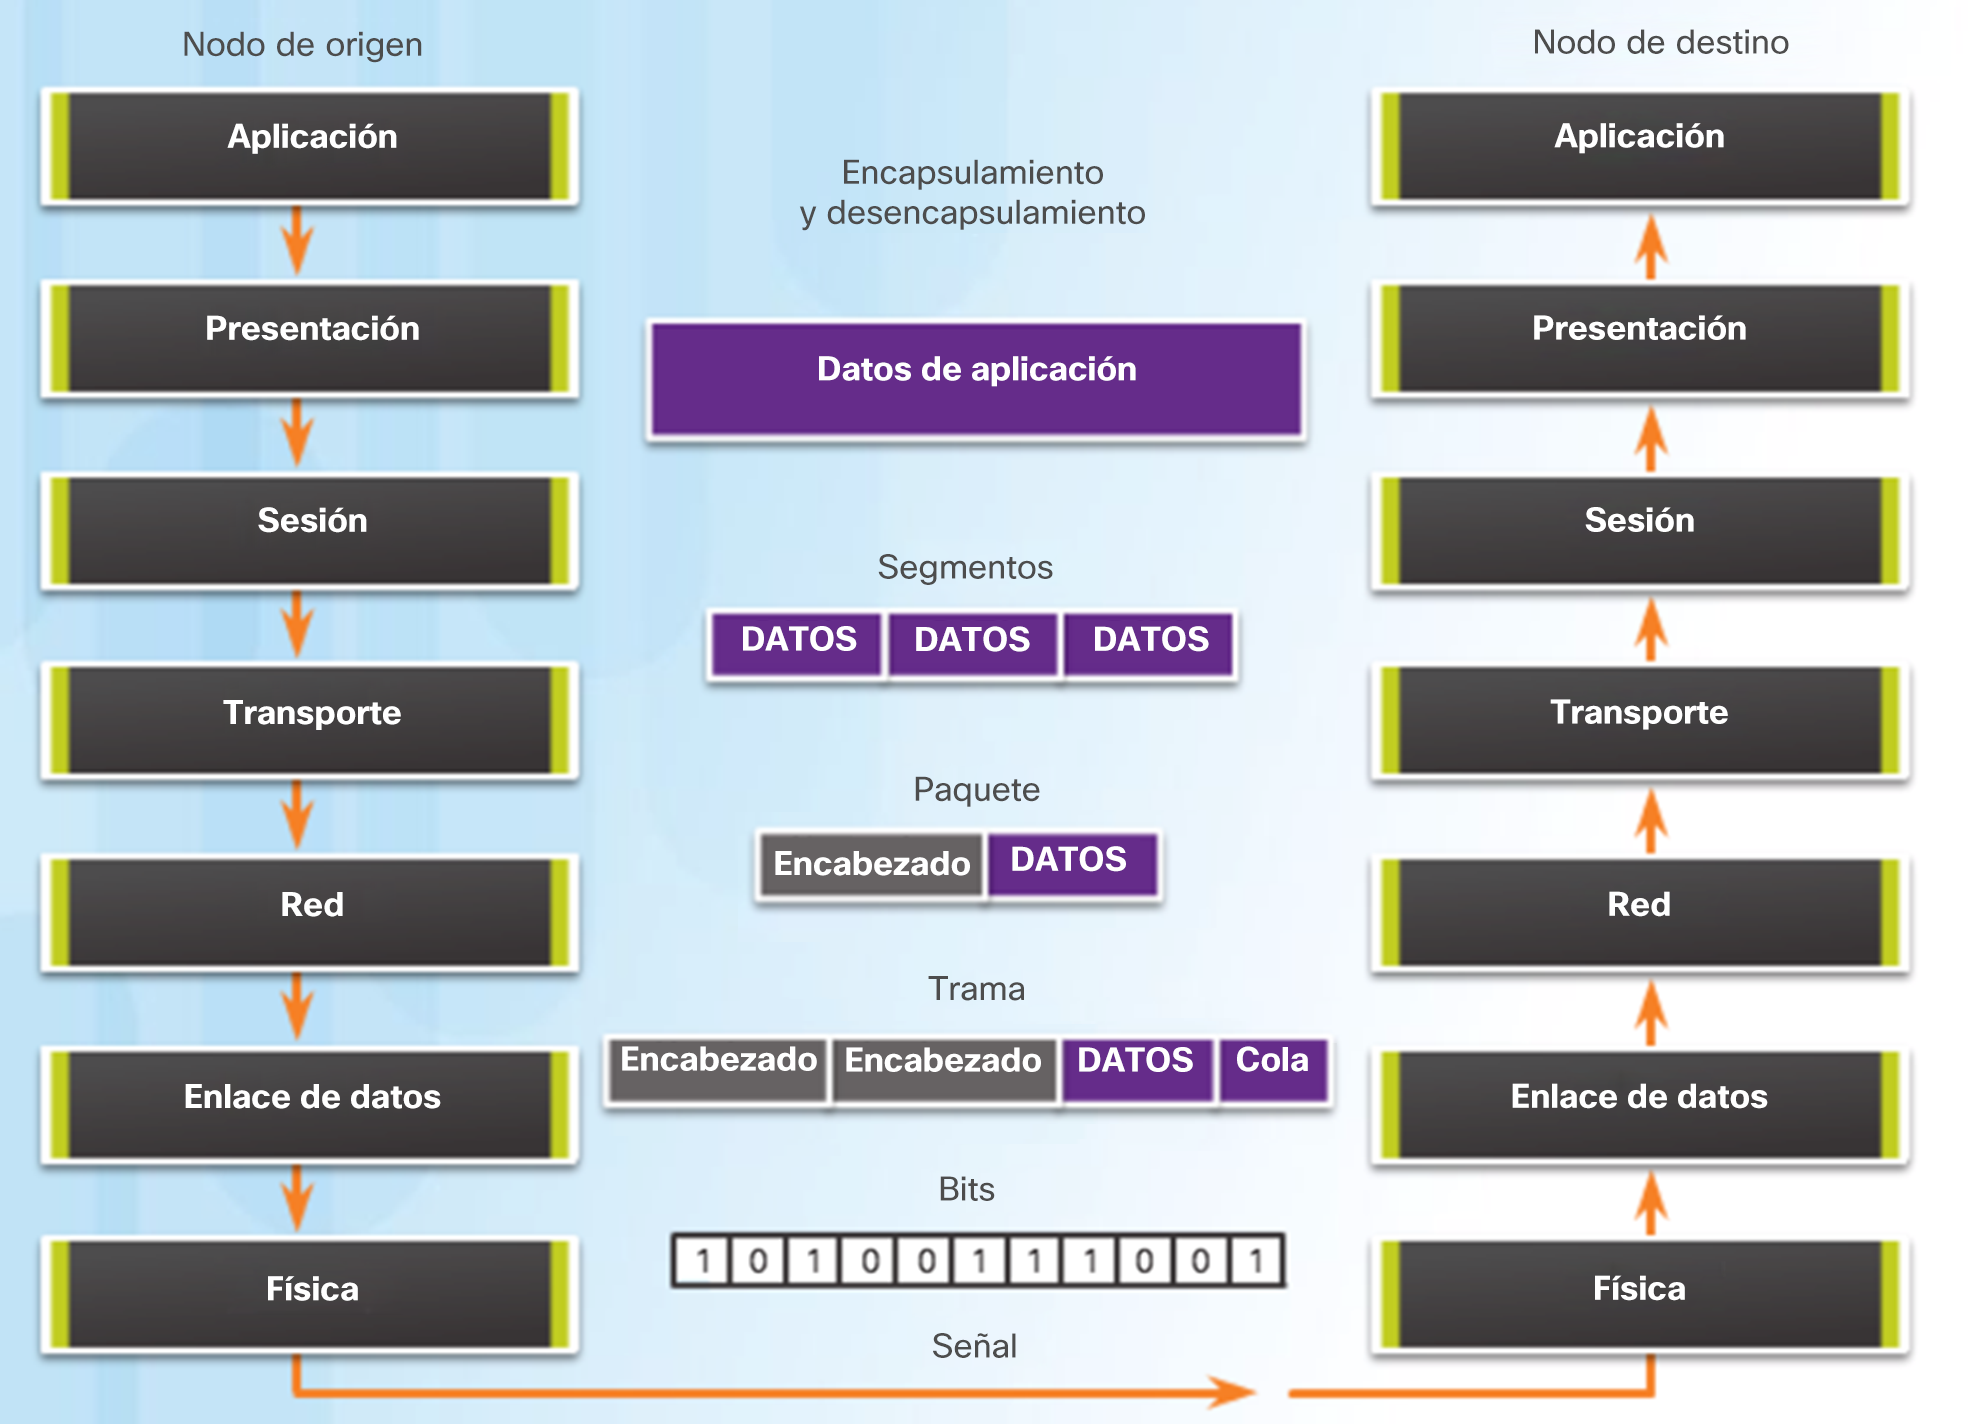 Nodo de origen
Aplicación
Presentación
Sesión
Transporte
Red
Enlace de datos
Física
Encapsulamiento
y desencapsulamiento
Datos de aplicación
Segmentos
DATOS DATOS DATOS
Paquete
Encabezado DATOS
Trama
Encabezado Encabezado DATOS Cola
Bits
1 0 1 0 0 1 1 1 0 0 1
Señal
Nodo de destino
Aplicación
Presentación
Sesión
Transporte
Red
Enlace de datos
Física